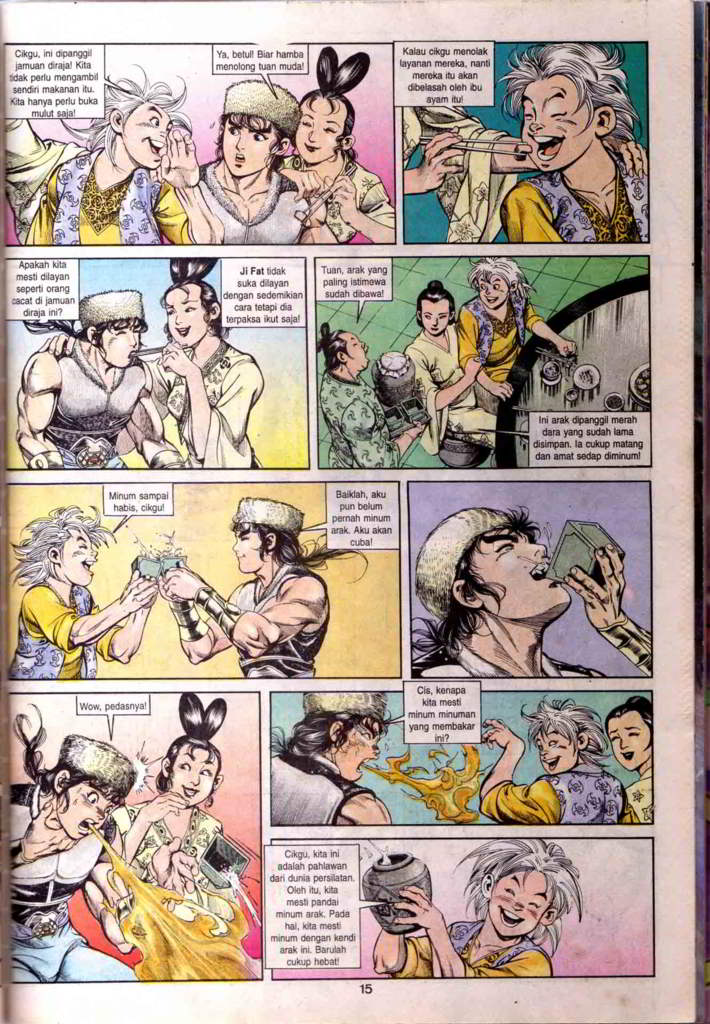 Cikgu, ini dipanggil
jamuan diraja! Kita
tidak perlu mengambil
sendiri makanan itu.
Kita hanya perlu buka
mulut saja!
Ya, betul! Biar hamba
menolong tuan muda!
Kalau cikgu menolak
layanan mereka, nanti
mereka itu akan
dibelasah oleh ibu
ayam itu!
Apakah kita
mesti dilayan
seperti orang
cacat di jamuan
diraja ini?
Ji Fat tidak
suka dilayan
dengan sedemikian
cara tetapi dia
terpaksa ikut saja!
Tuan, arak yang
paling istimewa
sudah dibawa!
Ini arak dipanggil merah
dara yang sudah lama
disimpan. Ia cukup matang
dan amat sedap diminum!
Minum sampai
habis, cikgu!
Baiklah, aku
pun belum
pernah minum
arak. Aku akan
cuba!
Wow, pedasnya!
Cis, kenapa
kita mesti
minum minuman
yang membakar
ini?
Cikgu, kita ini
adalah pahlawan
dari dunia persilatan.
Oleh itu, kita
mesti pandai
minum arak. Pada
hal, kita mesti
minum dengan kendi
arak ini. Barulah
cukup hebat!
15